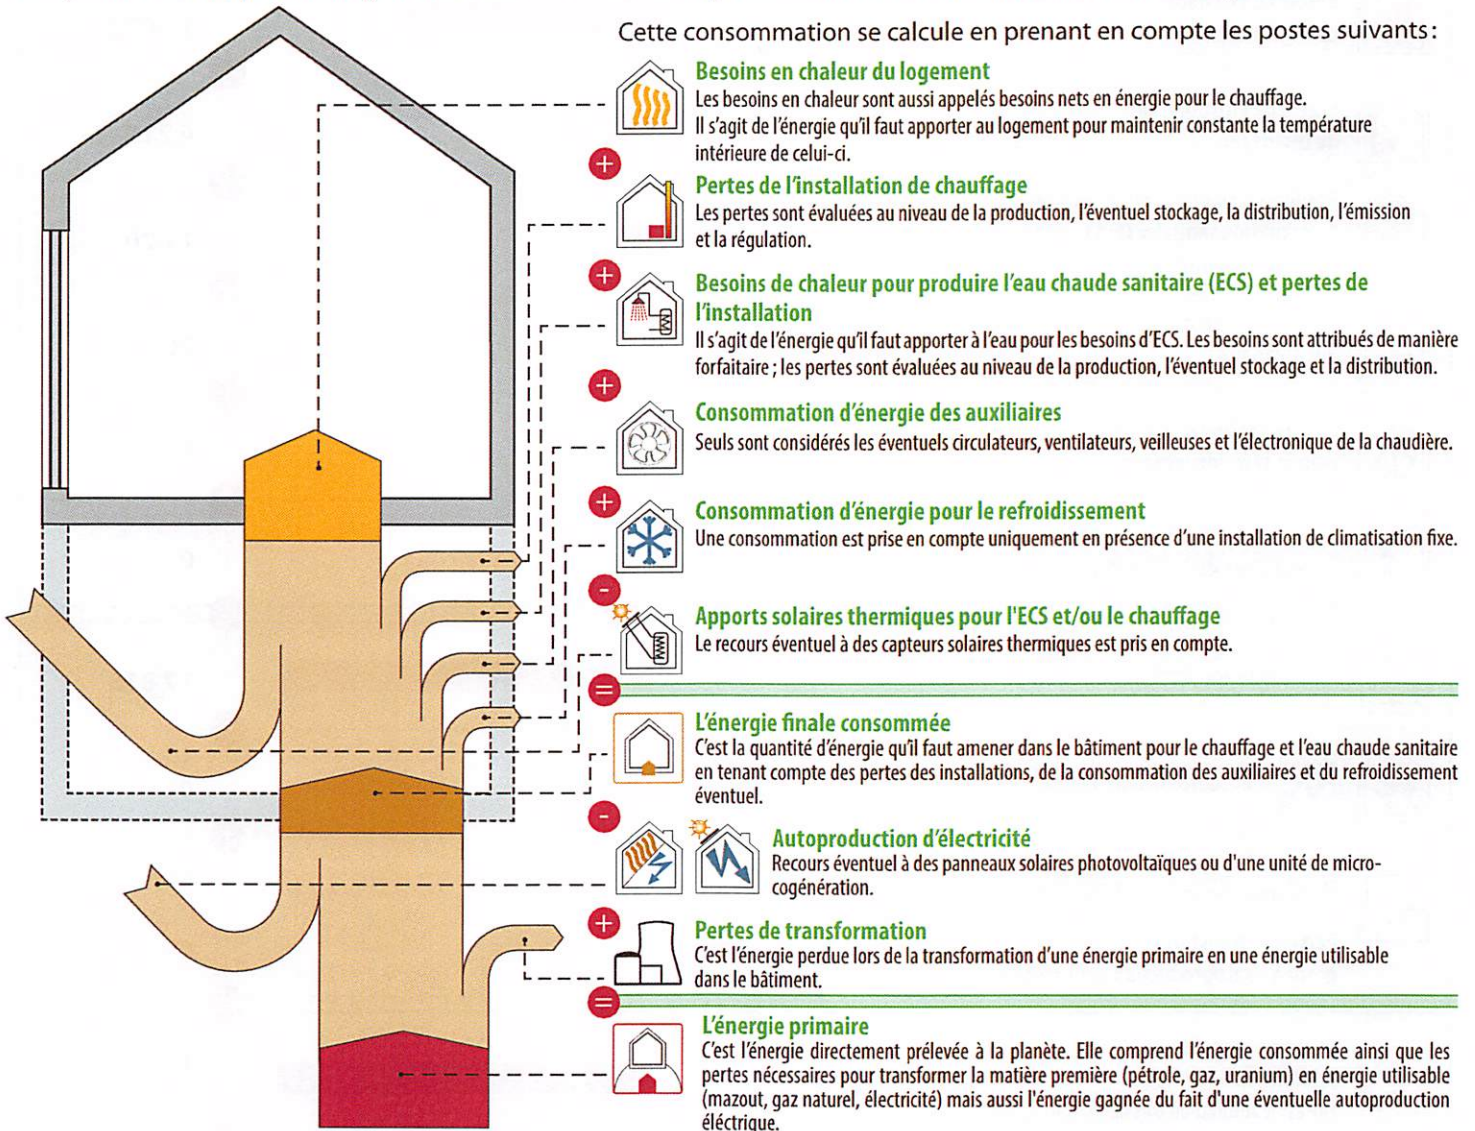 Cette consommation se calcule en prenant en compte les postes suivants :
Besoins en chaleur du logement
Les besoins en chaleur sont aussi appelés besoins nets en énergie pour le chauffage.
Il s'agit de l'énergie qu'il faut apporter au logement pour maintenir constante la température
intérieure de celui-ci.
+
Pertes de l'installation de chauffage
Les pertes sont évaluées au niveau de la production, l'éventuel stockage, la distribution, l'émission
et la régulation.
+
Besoins de chaleur pour produire l'eau chaude sanitaire (ECS) et pertes de
l'installation
Il s'agit de l'énergie qu'il faut apporter à l'eau pour les besoins d'ECS. Les besoins sont attribués de manière
forfaitaire ; les pertes sont évaluées au niveau de la production, l'éventuel stockage et la distribution.
+
Consommation d'énergie des auxiliaires
Seuls sont considérés les éventuels circulateurs, ventilateurs, veilleuses et l'électronique de la chaudière.
+
Consommation d'énergie pour le refroidissement
Une consommation est prise en compte uniquement en présence d'une installation de climatisation fixe.
-
Apports solaires thermiques pour l'ECS et/ou le chauffage
Le recours éventuel à des capteurs solaires thermiques est pris en compte.
=
L'énergie finale consommée
C'est la quantité d'énergie qu'il faut amener dans le bâtiment pour le chauffage et l'eau chaude sanitaire
en tenant compte des pertes des installations, de la consommation des auxiliaires et du refroidissement
éventuel.
-
Autoproduction d'électricité
Recours éventuel à des panneaux solaires photovoltaïques ou d'une unité de micro-
cogénération.
+
Pertes de transformation
C'est l'énergie perdue lors de la transformation d'une énergie primaire en une énergie utilisable
dans le bâtiment.
=
L'énergie primaire
C'est l'énergie directement prélevée à la planète. Elle comprend l'énergie consommée ainsi que les
pertes nécessaires pour transformer la matière première (pétrole, gaz, uranium) en énergie utilisable
(mazout, gaz naturel, électricité) mais aussi l'énergie gagnée du fait d'une éventuelle autoproduction
éléctrique.